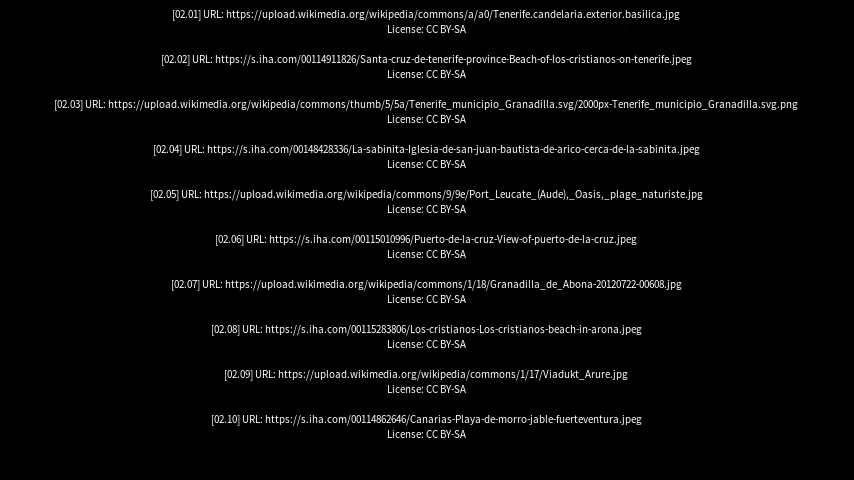 [02.01] URL: https://upload.wikimedia.org/wikipedia/commons/a/a0/Tenerife.candelaria.exterior.basilica.jpg
License: CC BY-SA
[02.02] URL: https://s.iha.com/00114911826/Santa-cruz-de-tenerife-province-Beach-of-los-cristianos-on-tenerife.jpeg
License: CC BY-SA
[02.03] URL: https://upload.wikimedia.org/wikipedia/commons/thumb/5/5a/Tenerife_municipio_Granadilla.svg/2000px-Tenerife_municipio_Granadilla.svg.png
License: CC BY-SA
[02.04] URL: https://s.iha.com/00148428336/La-sabinita-Iglesia-de-san-juan-bautista-de-arico-cerca-de-la-sabinita.jpeg
License: CC BY-SA
[02.05] URL: https://upload.wikimedia.org/wikipedia/commons/9/9e/Port_Leucate_(Aude),_Oasis,_plage_naturiste.jpg
License: CC BY-SA
[02.06] URL: https://s.iha.com/00115010996/Puerto-de-la-cruz-View-of-puerto-de-la-cruz.jpeg
License: CC BY-SA
[02.07] URL: https://upload.wikimedia.org/wikipedia/commons/1/18/Granadilla_de_Abona-20120722-00608.jpg
License: CC BY-SA
[02.08] URL: https://s.iha.com/00115283806/Los-cristianos-Los-cristianos-beach-in-arona.jpeg
License: CC BY-SA
[02.09] URL: https://upload.wikimedia.org/wikipedia/commons/1/17/Viadukt_Arure.jpg
License: CC BY-SA
[02.10] URL: https://s.iha.com/00114862646/Canarias-Playa-de-morro-jable-fuerteventura.jpeg
License: CC BY-SA